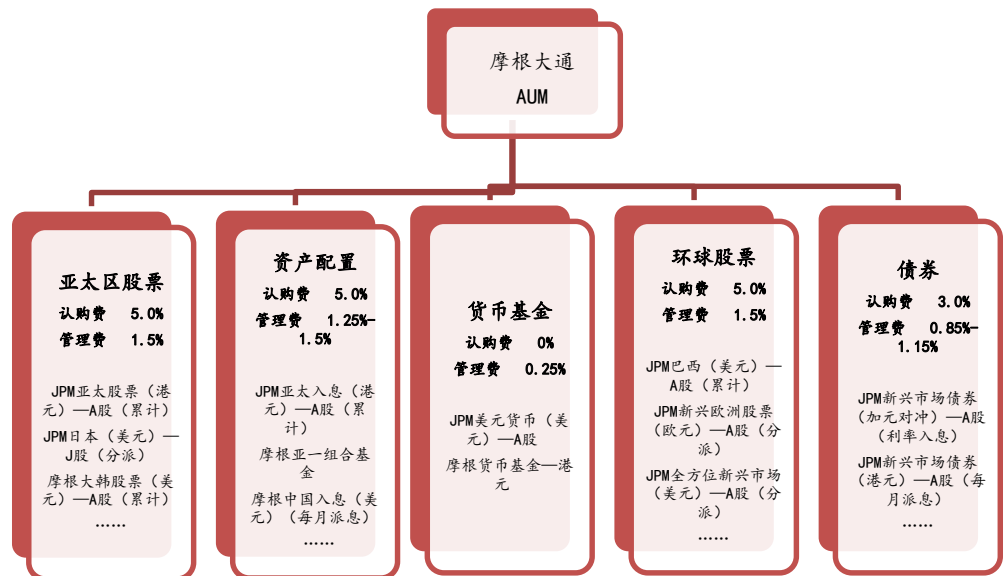 摩根大通
AUM
亚太区股票
认购费 5.0%
管理费 1.5%
JPM亚太股票（港
元）—A股（累计）
JPM日本（美元）—
J股（分派）
摩根大韩股票（美
元）—A股（累计）
……
资产配置
认购费 5.0%
管理费 1.25%-
1.5%
JPM亚太入息（港
元）—A股（累
计）
摩根亚一组合基
金
摩根中国入息（美
元）（每月派息）
……
货币基金
认购费 0%
管理费 0.25%
JPM美元货币（美
元）—A股
摩根货币基金—港
元
环球股票
认购费 5.0%
管理费 1.5%
JPM巴西（美元）—
A股（累计）
JPM新兴欧洲股票
（欧元）—A股（分
派）
JPM全方位新兴市场
（美元）—A股（分
派）
……
债券
认购费 3.0%
管理费 0.85%-
1.15%
JPM新兴市场债券
（加元对冲）—A股
（利率入息）
JPM新兴市场债券
（港元）—A股（每
月派息）
……